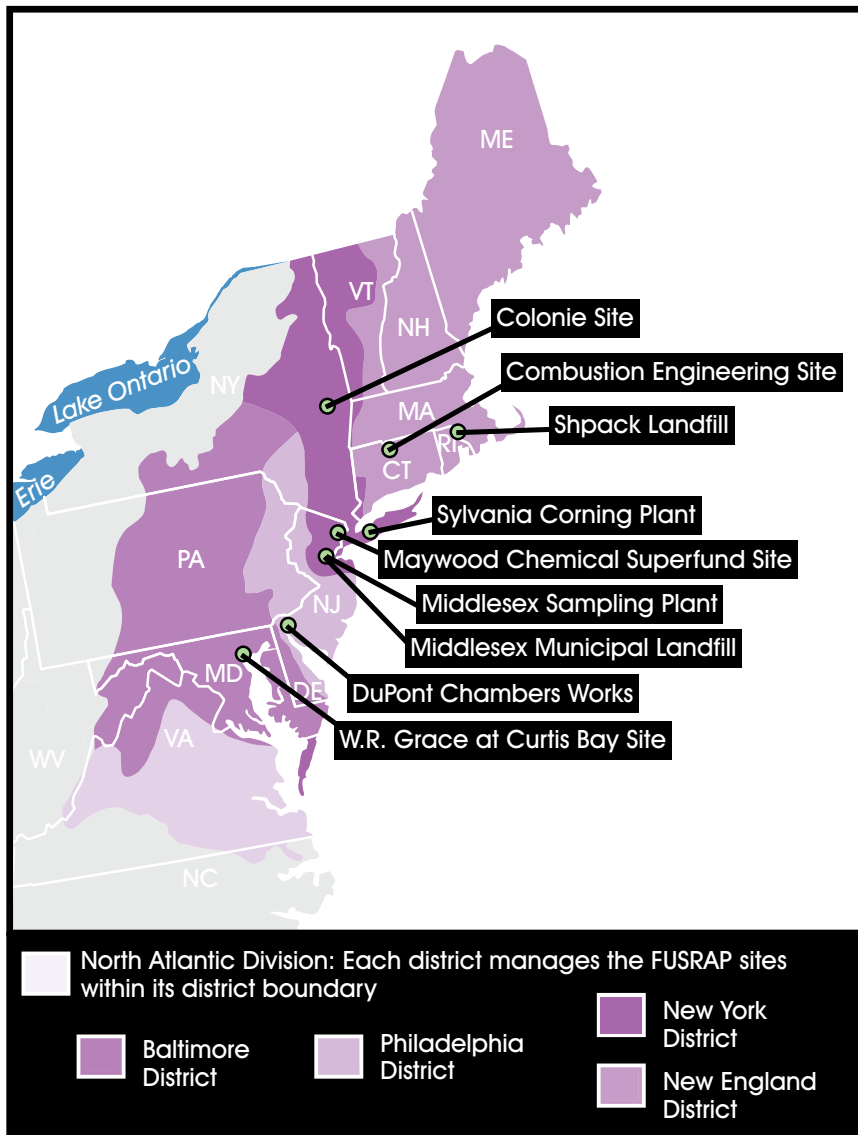 ME
VT
Colonie Site
NH
Lake Ontario
NY
Combustion Engineering Site
MA
Shpack Landfill
RI
CT
Erie
Sylvania Corning Plant
PA
Maywood Chemical Superfund Site
NJ
Middlesex Sampling Plant
Middlesex Municipal Landfill
MD
DE
DuPont Chambers Works
VA
W.R. Grace at Curtis Bay Site
WV
NC
North Atlantic Division: Each district manages the FUSRAP sites
within its district boundary
Baltimore
District
Philadelphia
District
New York
District
New England
District